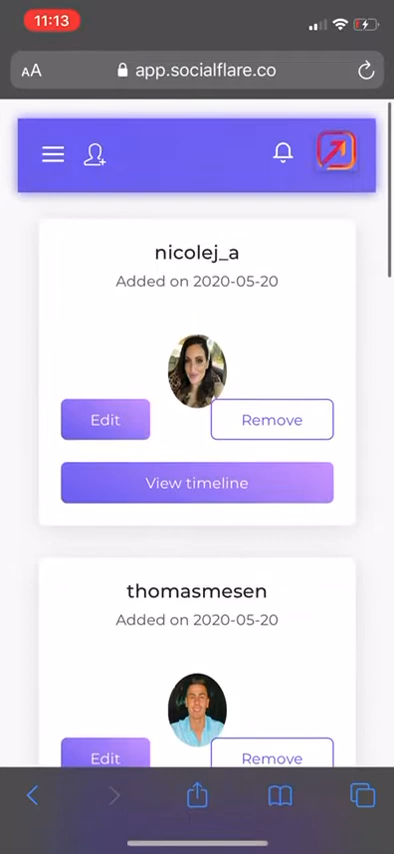 11:13
AA app.socialflare.co
nicolej_a
Added on 2020-05-20
Edit Remove
View timeline
thomasmesen
Added on 2020-05-20
Edit Remove